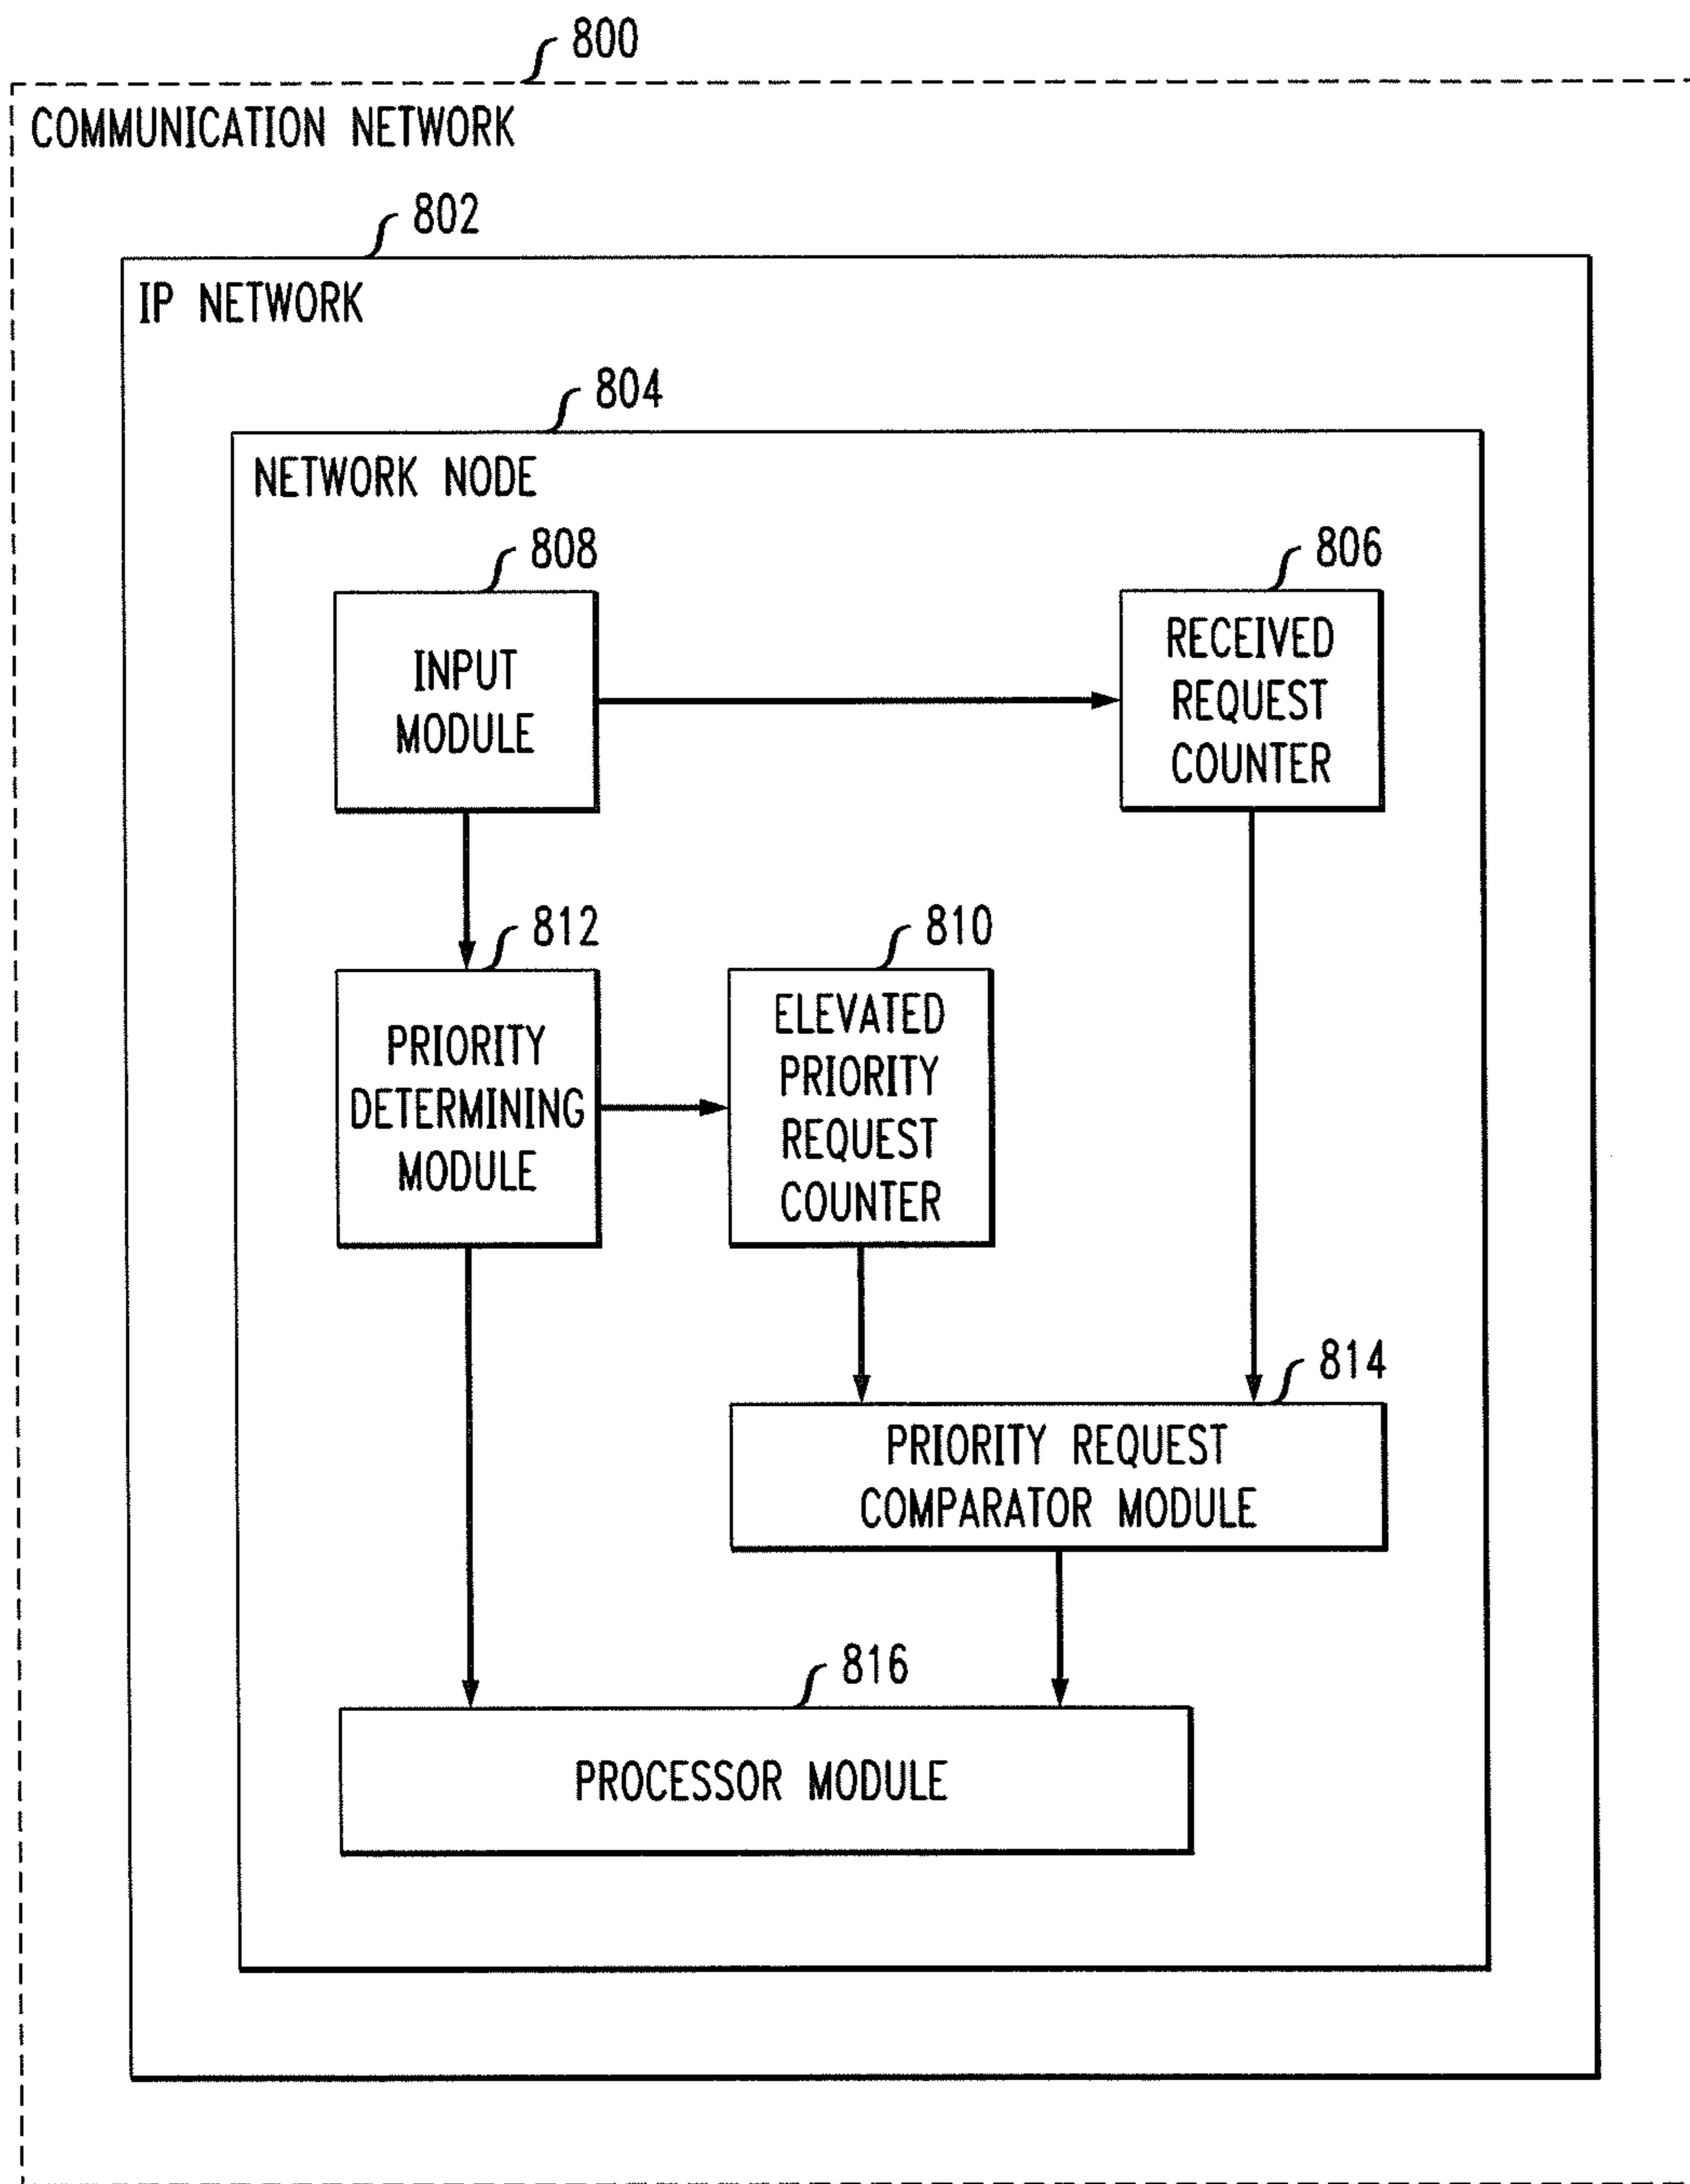 800
COMMUNICATION NETWORK
802
IP NETWORK
804
NETWORK NODE
808
INPUT
MODULE
806
RECEIVED
REQUEST
COUNTER
812
PRIORITY
DETERMINING
MODULE
810
ELEVATED
PRIORITY
REQUEST
COUNTER
814
PRIORITY REQUEST
COMPARATOR MODULE
816
PROCESSOR MODULE